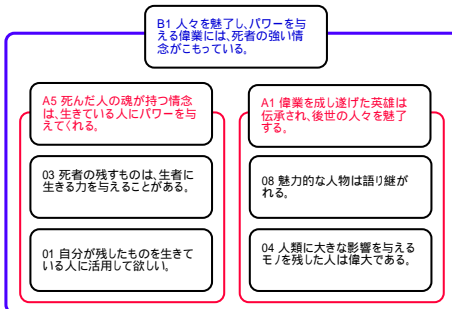 B1 人々を魅了し、パワーを与
える偉業には、死者の強い情
念がこもっている。
A5 死んだ人の魂が持つ情念
は、生きている人にパワーを与
えてくれる。
03 死者の残すものは、生者に
生きる力を与えることがある。
01 自分が残したものを生きて
いる人に活用して欲しい。
A1 偉業を成し遂げた英雄は
伝承され、後世の人々を魅了
する。
08 魅力的な人物は語り継が
れる。
04 人類に大きな影響を与える
モノを残した人は偉大である。